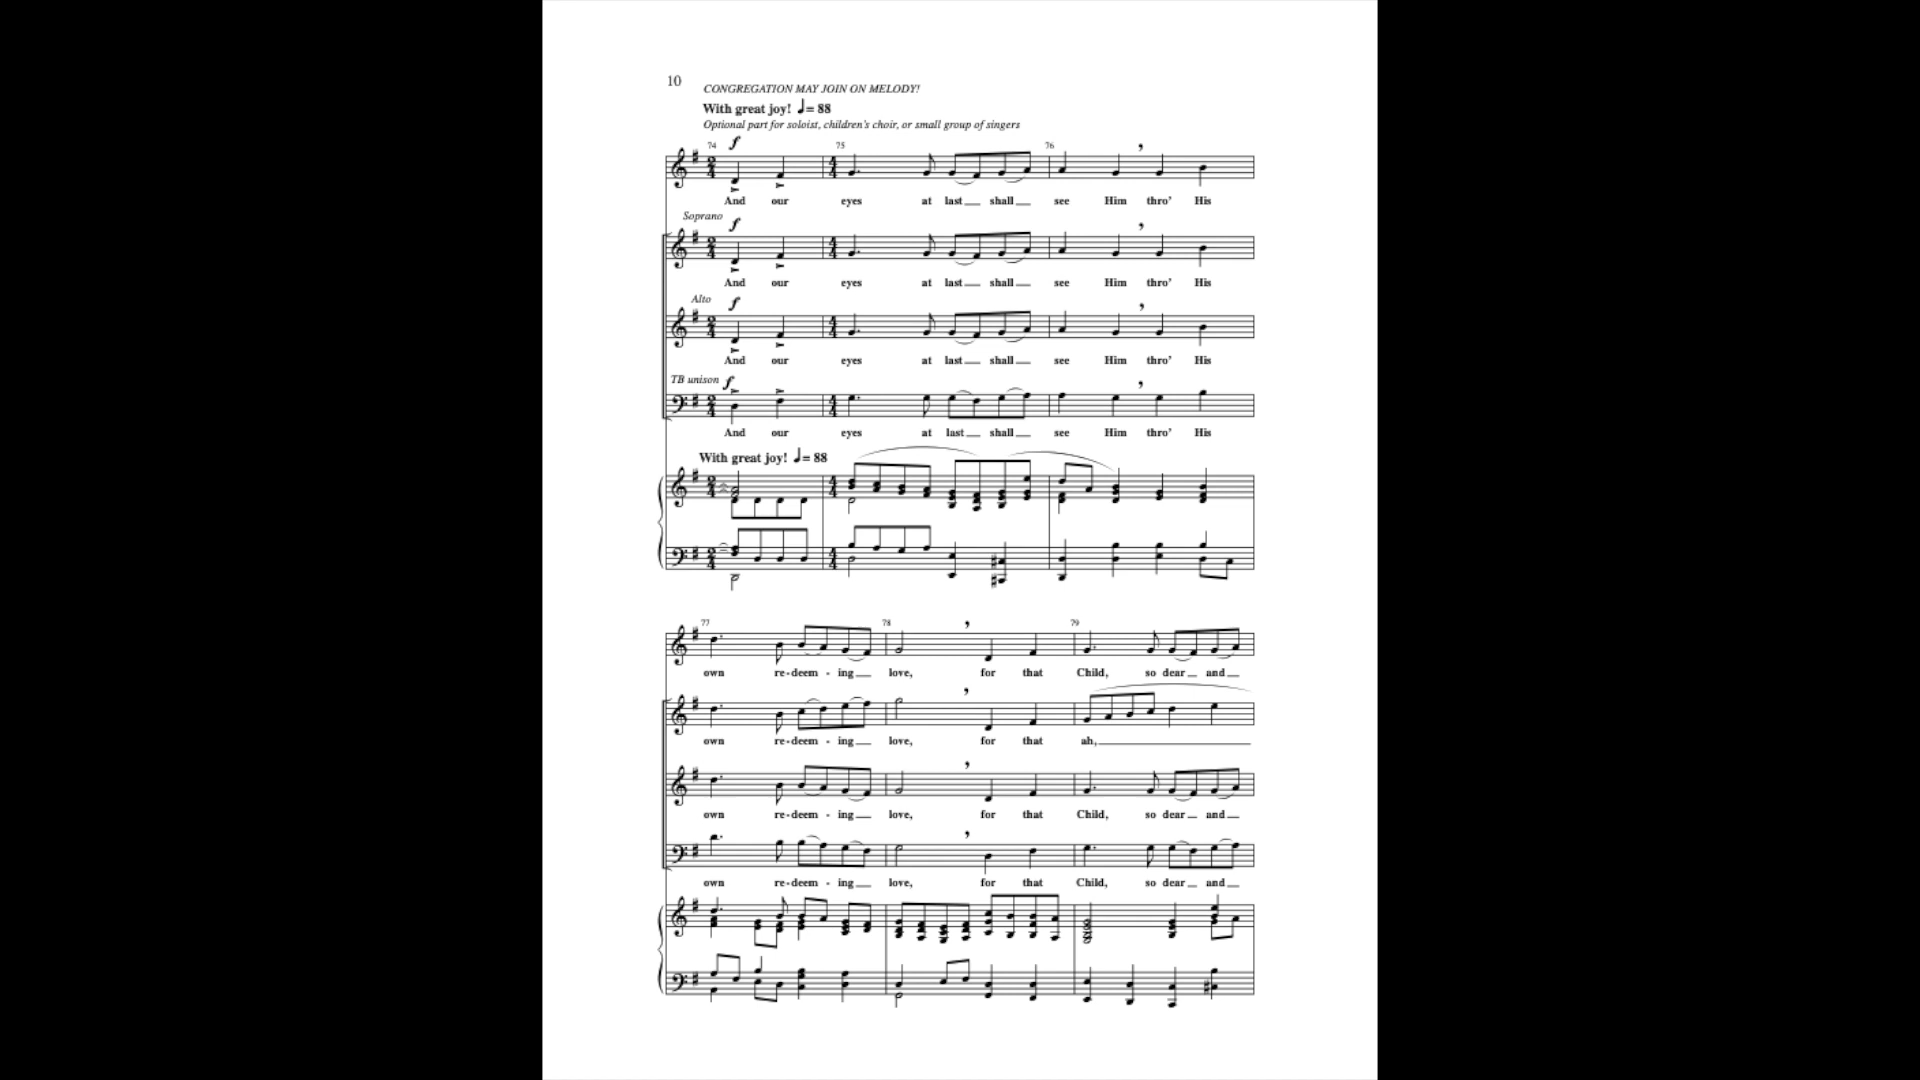 10
CONGREGATION MAY JOIN ON MELODY!
With great joy! ♩= 88
Optional part for soloist, children's choir, or small group of singers
74 f 75 76
And our eyes at last shall see Him thro' His
Soprano f
And our eyes at last shall see Him thro' His
Alto f
And our eyes at last shall see Him thro' His
TB unison f
And our eyes at last shall see Him thro' His
With great joy! ♩= 88
77 78 79
own re-deem - ing love, for that Child, so dear and
own re-deem - ing love, for that ah,
own re-deem - ing love, for that Child, so dear and
own re-deem - ing love, for that Child, so dear and